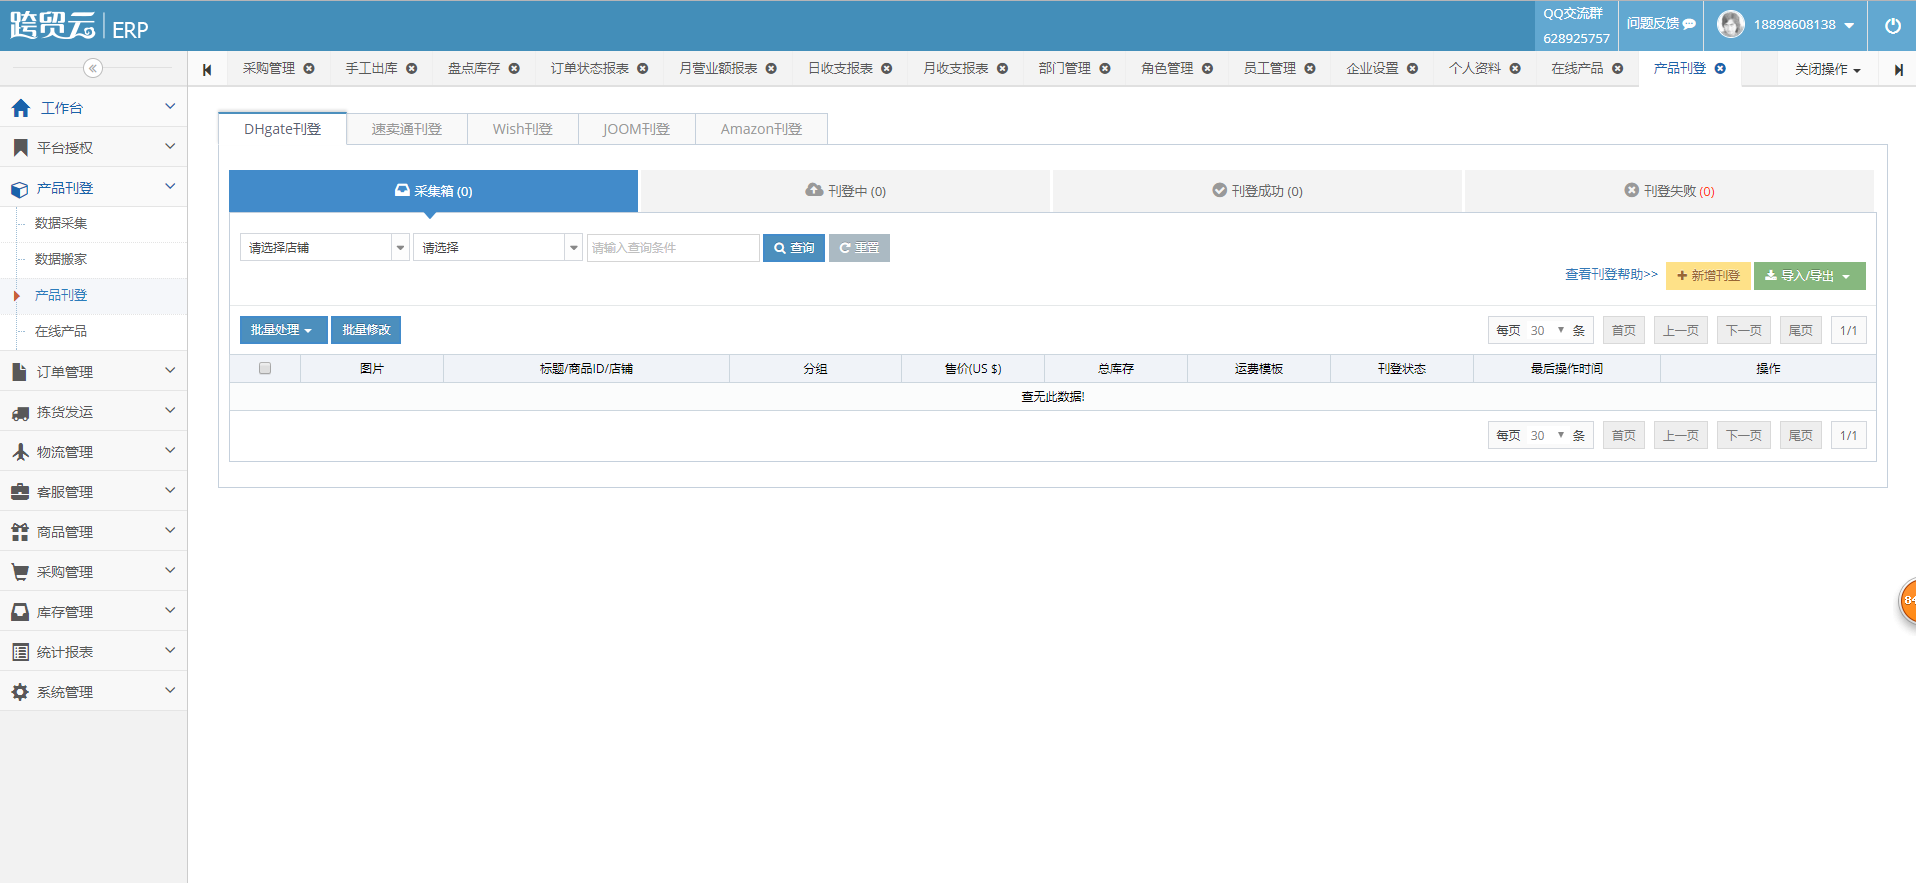 跨贸云 | ERP
QQ交流群
628925757
问题反馈
18898608138
采购管理 手工出库 盘点库存 订单状态报表 月营业额报表 日收支报表 月收支报表 部门管理 角色管理 员工管理 企业设置 个人资料 在线产品 产品刊登 关闭操作
工作台
平台授权
产品刊登
数据采集
数据搬家
产品刊登
在线产品
订单管理
拣货发运
物流管理
客服管理
商品管理
采购管理
库存管理
统计报表
系统管理
DHgate刊登 速卖通刊登 Wish刊登 JOOM刊登 Amazon刊登
采集箱 (0) 刊登中 (0) 刊登成功 (0) 刊登失败 (0)
请选择店铺 请选择 请输入查询条件 查询 重置
查看刊登帮助>> 新增刊登 导入/导出
批量处理 批量修改 每页 30 条 首页 上一页 下一页 尾页 1/1
图片 标题/商品ID/店铺 分组 售价(US $) 总库存 运费模板 刊登状态 最后操作时间 操作
查无此数据!
每页 30 条 首页 上一页 下一页 尾页 1/1